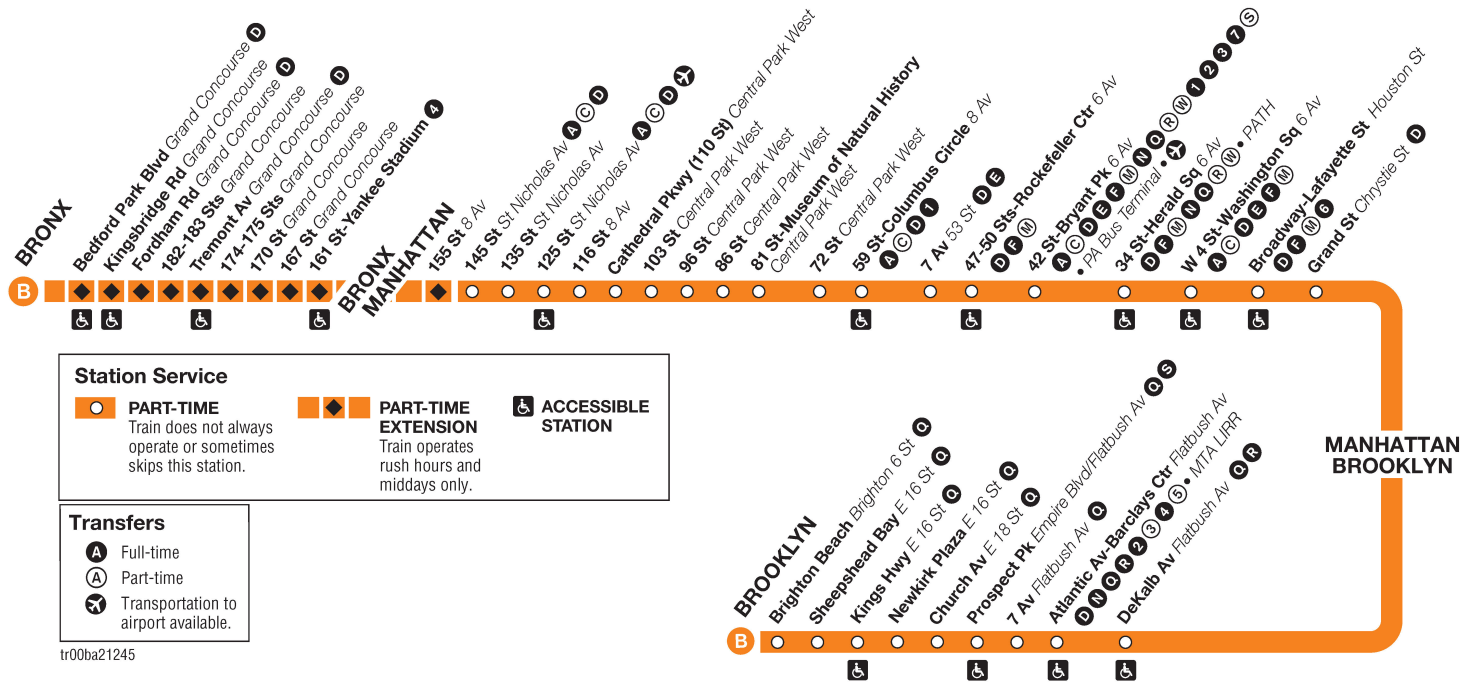 BRONX
B
Bedford Park Blvd Grand Concourse D
Kingsbridge Rd Grand Concourse D
Fordham Rd Grand Concourse D
182-183 Sts Grand Concourse
Tremont Av Grand Concourse D
174-175 Sts Grand Concourse
170 St Grand Concourse
167 St Grand Concourse
161 St-Yankee Stadium 4
BRONX
MANHATTAN
155 St 8 Av
145 St St Nicholas Av A C D
135 St St Nicholas Av
125 St St Nicholas Av A C D
116 St 8 Av
Cathedral Pkwy (110 St) Central Park West
103 St Central Park West
96 St Central Park West
86 St Central Park West
81 St-Museum of Natural History
Central Park West
72 St Central Park West
59 St-Columbus Circle 8 Av
A C D 1
7 Av 53 St D E
47-50 Sts-Rockefeller Ctr 6 Av
D F M
42 St-Bryant Pk 6 Av
A C D E F M N Q R W 1 2 3 7 S
• PA Bus Terminal •
34 St-Herald Sq 6 Av
D F M N Q R W • PATH
W 4 St-Washington Sq 6 Av
A C D E F M
Broadway-Lafayette St Houston St
D F M 6
Grand St Chrystie St D
MANHATTAN
BROOKLYN
Station Service
PART-TIME
Train does not always
operate or sometimes
skips this station.
PART-TIME
EXTENSION
Train operates
rush hours and
middays only.
ACCESSIBLE
STATION
Transfers
A Full-time
A Part-time
Transportation to
airport available.
tr00ba21245
BROOKLYN
B
Brighton Beach Brighton 6 St Q
Sheepshead Bay E 16 St Q
Kings Hwy E 16 St Q
Newkirk Plaza E 16 St Q
Church Av E 18 St Q
Prospect Pk Empire Blvd/Flatbush Av Q S
7 Av Flatbush Av Q
Atlantic Av-Barclays Ctr Flatbush Av
D N Q R 2 3 4 5 • MTA LIRR
DeKalb Av Flatbush Av Q R